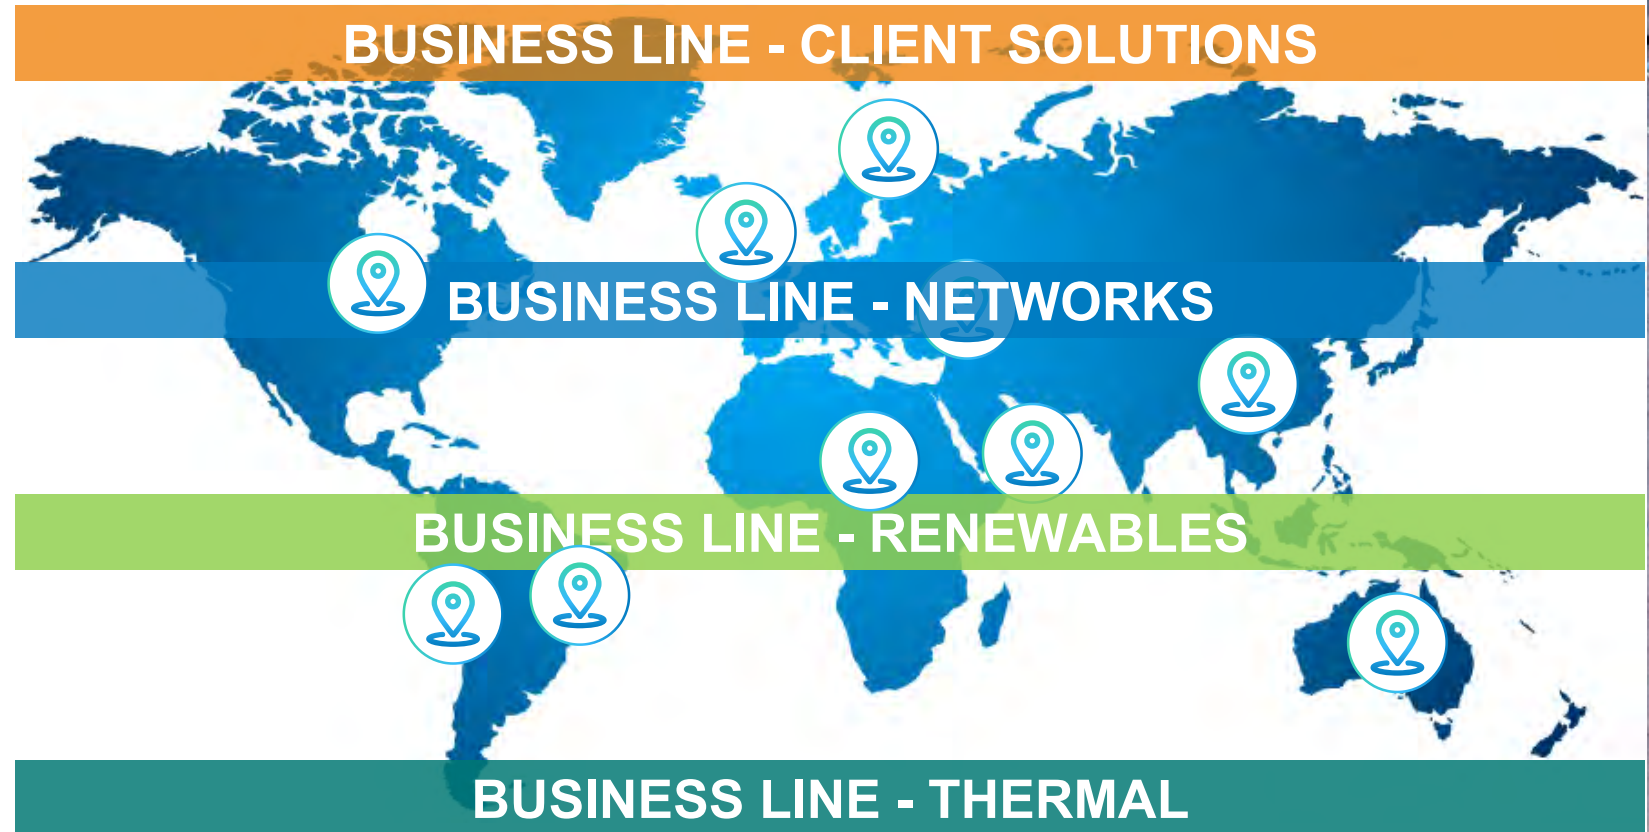 BUSINESS LINE - CLIENT SOLUTIONS
BUSINESS LINE - NETWORKS
BUSINESS LINE - RENEWABLES
BUSINESS LINE - THERMAL